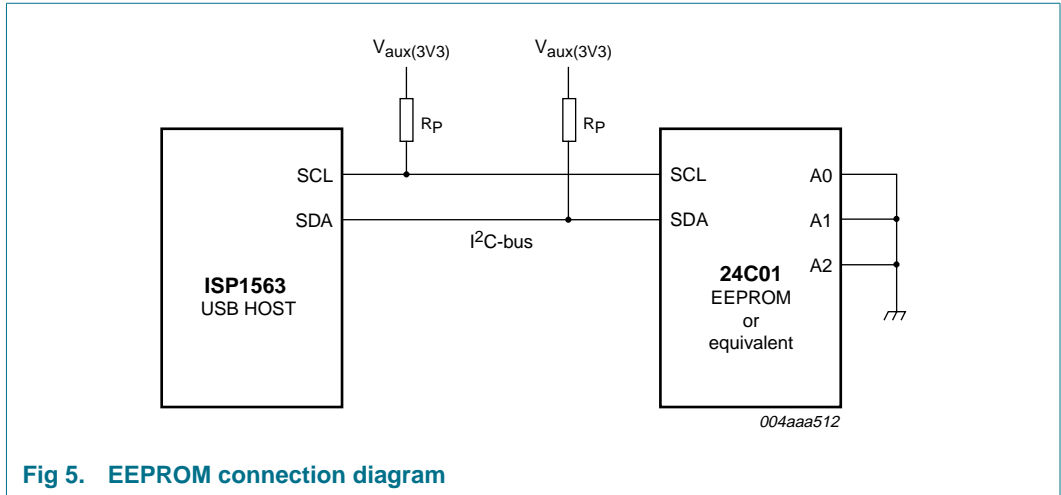 Vaux(3V3) Vaux(3V3)
RP RP
SCL SCL A0
SDA SDA A1
I2C-bus
A2
ISP1563
USB HOST
24C01
EEPROM
or
equivalent
004aaa512
Fig 5. EEPROM connection diagram